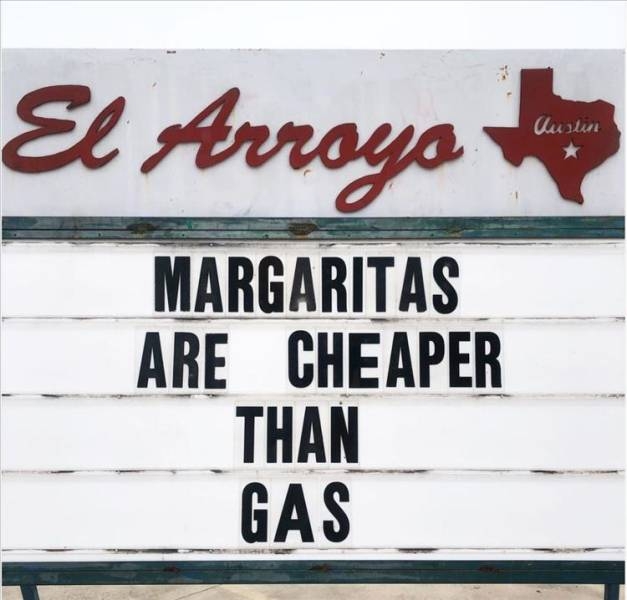 El Arroyo
Austin
MARGARITAS
ARE CHEAPER
THAN
GAS